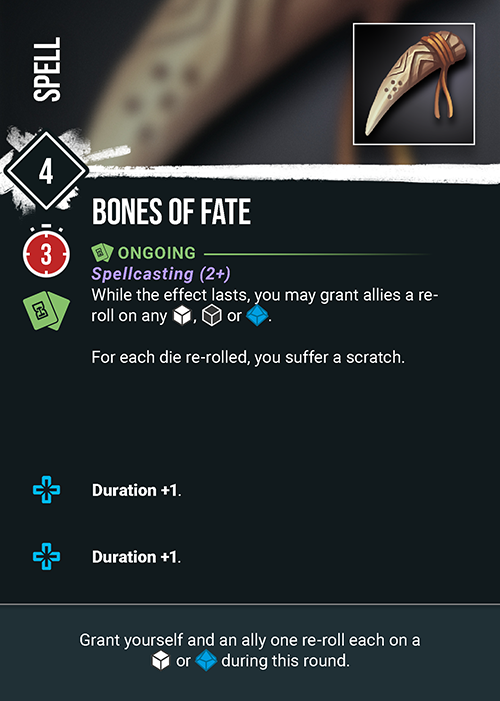 SPELL
4
BONES OF FATE
3
ONGOING
Spellcasting (2+)
While the effect lasts, you may grant allies a re-
roll on any , or .
For each die re-rolled, you suffer a scratch.
Duration +1.
Duration +1.
Grant yourself and an ally one re-roll each on a
or during this round.